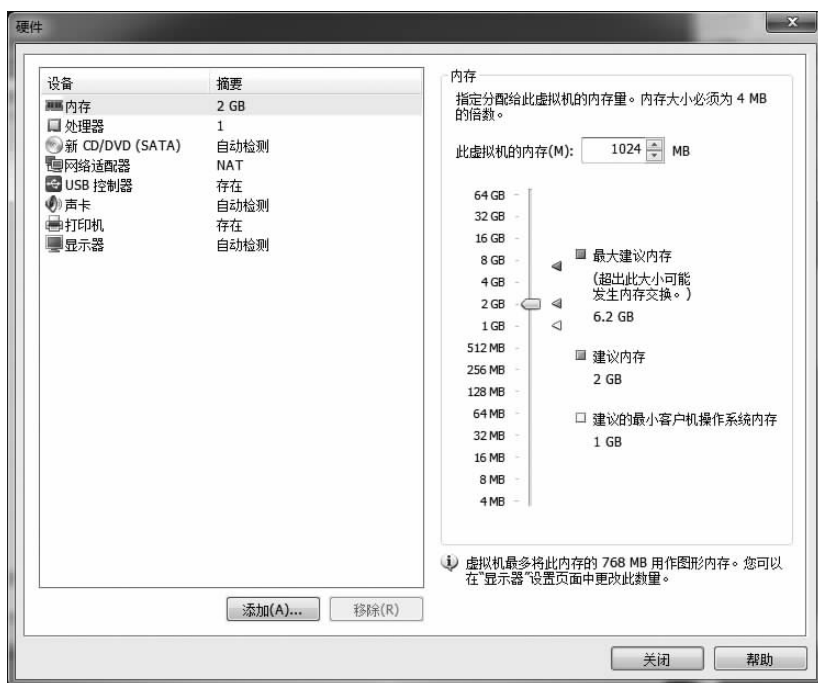 硬件
设备 摘要
内存 2 GB
处理器 1
新 CD/DVD (SATA) 自动检测
网络适配器 NAT
USB 控制器 存在
声卡 自动检测
打印机 存在
显示器 自动检测
添加(A)...
移除(R)
内存
指定分配给此虚拟机的内存量。内存大小必须为 4 MB
的倍数。
此虚拟机的内存(M): 1024 MB
64 GB
32 GB
16 GB
8 GB
4 GB
2 GB
1 GB
512 MB
256 MB
128 MB
64 MB
32 MB
16 MB
8 MB
4 MB
最大建议内存
(超出此大小可能
发生内存交换。)
6.2 GB
建议内存
2 GB
建议的最小客户机操作系统内存
1 GB
虚拟机最多将此内存的 768 MB 用作图形内存。您可以
在"显示器"设置页面中更改此数量。
关闭
帮助